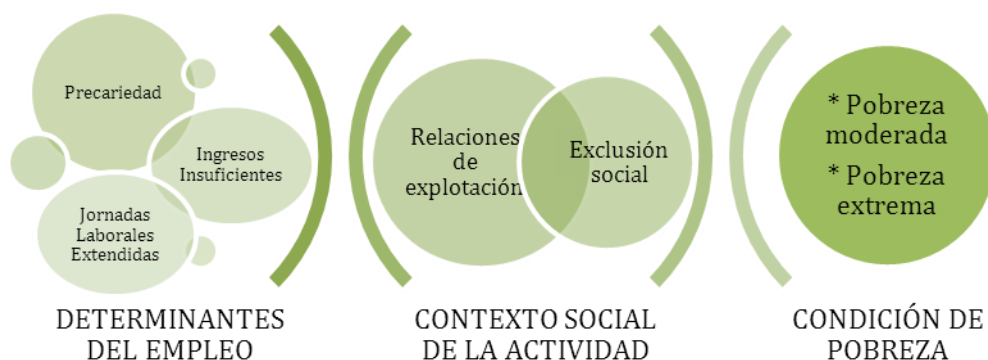 Precariedad
Ingresos
Insuficientes
Jornadas
Laborales
Extendidas
DETERMINANTES
DEL EMPLEO
Relaciones
de
explotación
Exclusión
social
CONTEXTO SOCIAL
DE LA ACTIVIDAD
* Pobreza
moderada
* Pobreza
extrema
CONDICIÓN DE
POBREZA